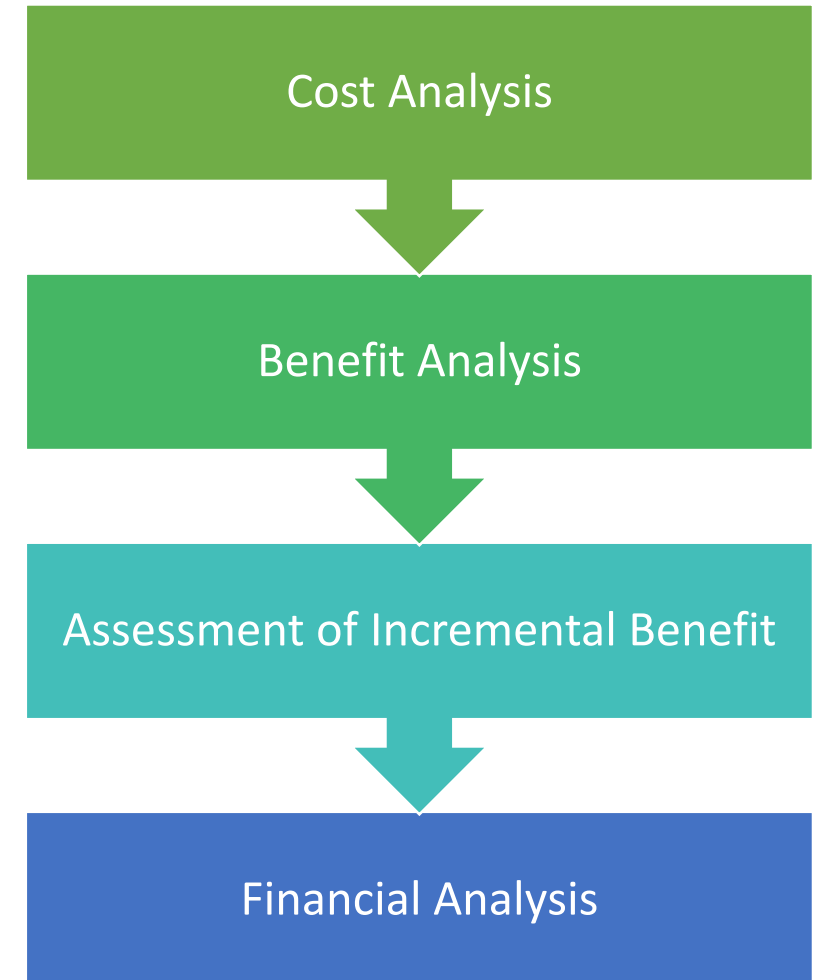 Cost Analysis
Benefit Analysis
Assessment of Incremental Benefit
Financial Analysis